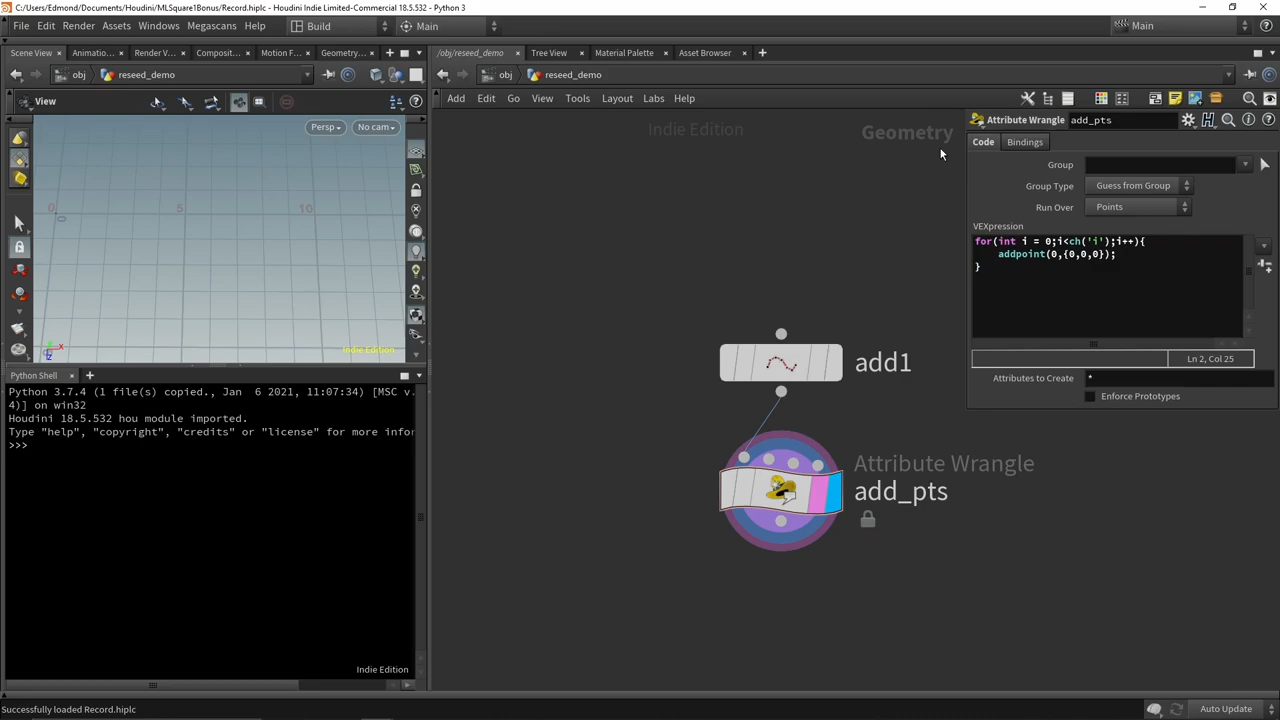 C:/Users/Edmond/Documents/Houdini/MLSquare1Bonus/Record.hiplc - Houdini Indie Limited-Commercial 18.5.532 - Python 3
File Edit Render Assets Windows Megascans Help Build Main Main
Scene View Animatio... Render V... Composit... Motion F... Geometry...
/obj/reseed_demo Tree View Material Palette Asset Browser
obj reseed_demo
obj reseed_demo
View
Add Edit Go View Tools Layout Labs Help
Persp No cam
Indie Edition
Geometry
Attribute Wrangle add_pts
Code Bindings
Group
Group Type Guess from Group
Run Over Points
VEXpression
for(int i = 0;i<ch('i');i++){
addpoint(0,{0,0,0});
}
Ln 2, Col 25
Attributes to Create *
Enforce Prototypes
0 5 10
Indie Edition
add1
Attribute Wrangle
add_pts
Python Shell
Python 3.7.4 (1 file(s) copied., Jan  6 2021, 11:07:34) [MSC v.
4)] on win32
Houdini 18.5.532 hou module imported.
Type "help", "copyright", "credits" or "license" for more infor
>>>
Indie Edition
Successfully loaded Record.hiplc
Auto Update